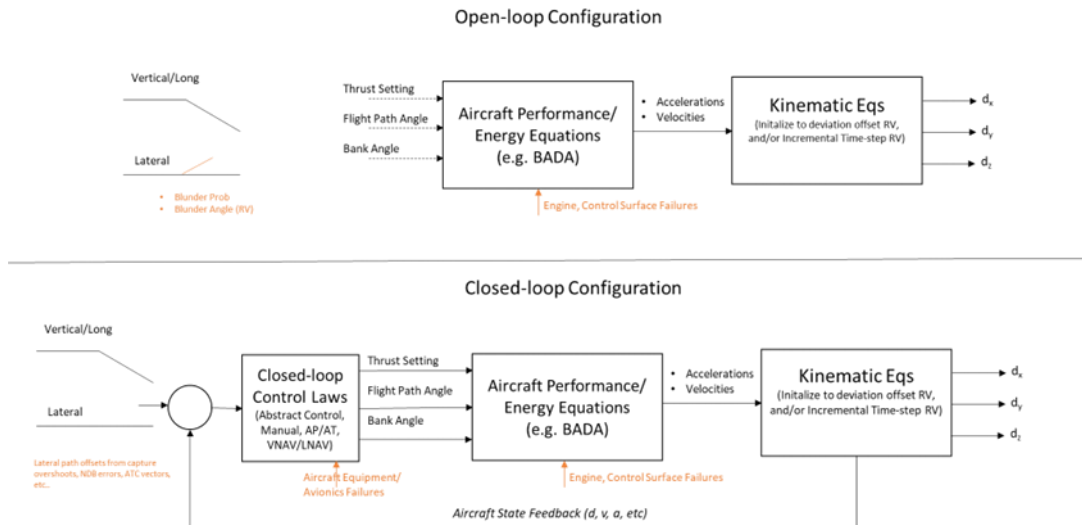 Open-loop Configuration
Vertical/Long
Lateral
• Blunder Prob
• Blunder Angle (RV)
Thrust Setting
Flight Path Angle
Bank Angle
Aircraft Performance/
Energy Equations
(e.g. BADA)
Engine, Control Surface Failures
• Accelerations
• Velocities
Kinematic Eqs
(Initalize to deviation offset RV,
and/or Incremental Time-step RV)
dx
dy
dz
Closed-loop Configuration
Vertical/Long
Lateral
Lateral path offsets from capture
overshoots, NDB errors, ATC vectors,
etc..
Closed-loop
Control Laws
(Abstract Control,
Manual, AP/AT,
VNAV/LNAV)
Aircraft Equipment/
Avionics Failures
Thrust Setting
Flight Path Angle
Bank Angle
Aircraft Performance/
Energy Equations
(e.g. BADA)
Engine, Control Surface Failures
• Accelerations
• Velocities
Kinematic Eqs
(Initalize to deviation offset RV,
and/or Incremental Time-step RV)
dx
dy
dz
Aircraft State Feedback (d, v, a, etc)